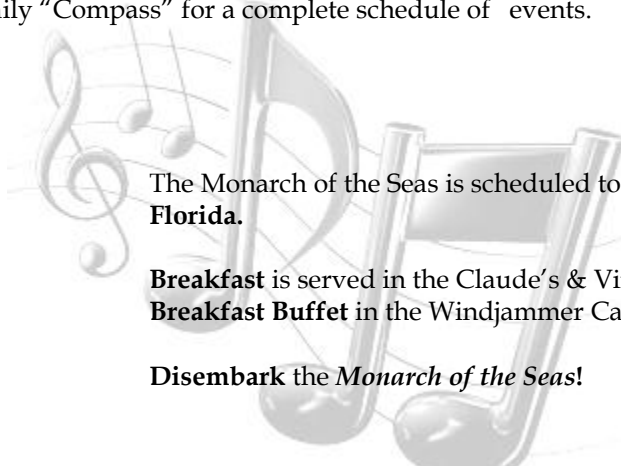 ily “Compass” for a complete schedule of events.
The Monarch of the Seas is scheduled to
Florida.
Breakfast is served in the Claude’s & Vi
Breakfast Buffet in the Windjammer Ca
Disembark the Monarch of the Seas!